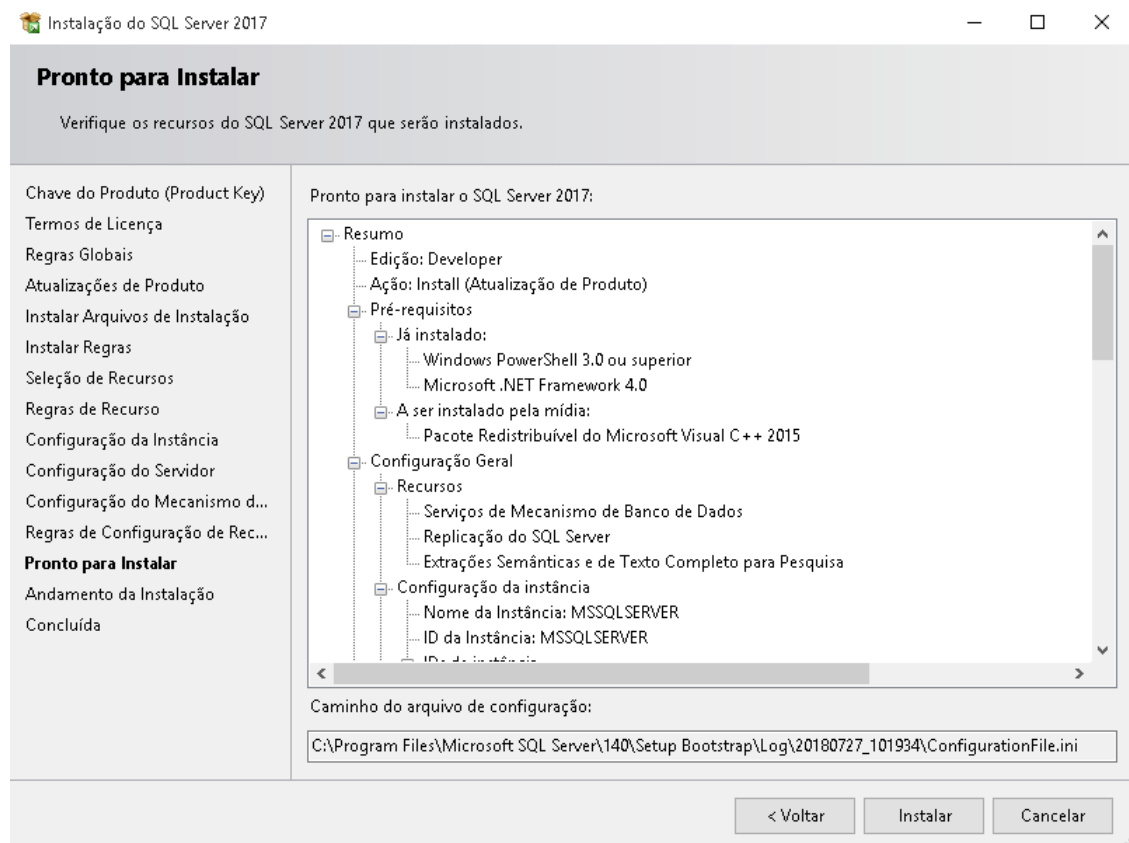 Instalação do SQL Server 2017
Pronto para Instalar
Verifique os recursos do SQL Server 2017 que serão instalados.
Chave do Produto (Product Key)
Termos de Licença
Regras Globais
Atualizações de Produto
Instalar Arquivos de Instalação
Instalar Regras
Seleção de Recursos
Regras de Recurso
Configuração da Instância
Configuração do Servidor
Configuração do Mecanismo d...
Regras de Configuração de Rec...
Pronto para Instalar
Andamento da Instalação
Concluída
Pronto para instalar o SQL Server 2017:
Resumo
Edição: Developer
Ação: Install (Atualização de Produto)
Pré-requisitos
Já instalado:
Windows PowerShell 3.0 ou superior
Microsoft .NET Framework 4.0
A ser instalado pela mídia:
Pacote Redistribuível do Microsoft Visual C++ 2015
Configuração Geral
Recursos
Serviços de Mecanismo de Banco de Dados
Replicação do SQL Server
Extrações Semânticas e de Texto Completo para Pesquisa
Configuração da instância
Nome da Instância: MSSQLSERVER
ID da Instância: MSSQLSERVER
Caminho do arquivo de configuração:
C:\Program Files\Microsoft SQL Server\140\Setup Bootstrap\Log\20180727_101934\ConfigurationFile.ini
< Voltar
Instalar
Cancelar